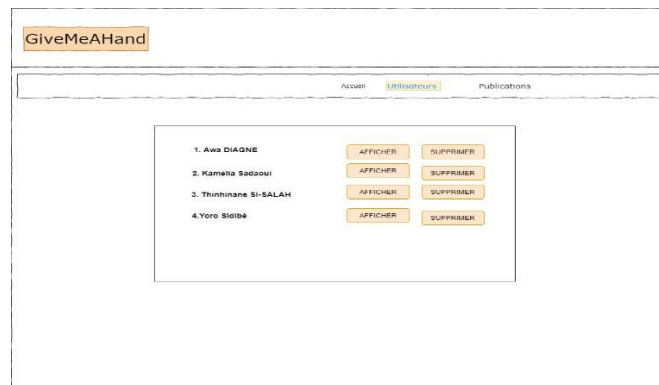 GiveMeAHand
Accueil Utilisateurs Publications
1. Awa DIAGNE AFFICHER SUPPRIMER
2. Kamelia Sadaoui AFFICHER SUPPRIMER
3. Thinhinane SI-SALAH AFFICHER SUPPRIMER
4.Yoro Sidibé AFFICHER SUPPRIMER